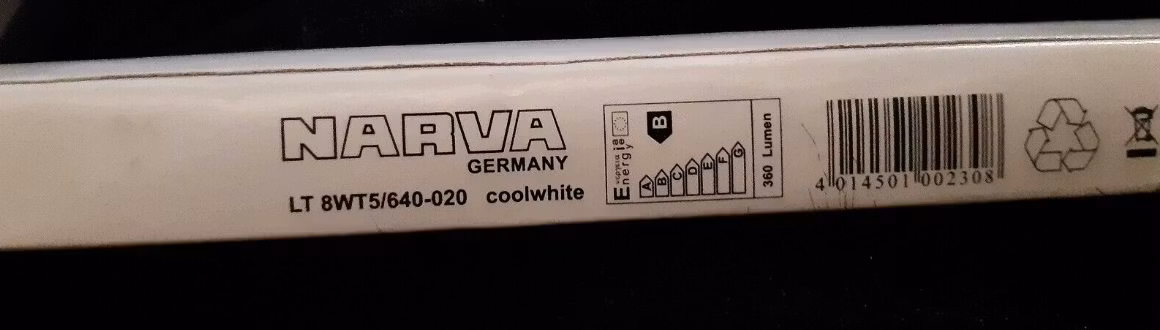 NARVA
GERMANY
LT 8WT5/640-020 coolwhite
Energy
B
A
B
C
D
E
F
G
360 Lumen
4 014501 002308